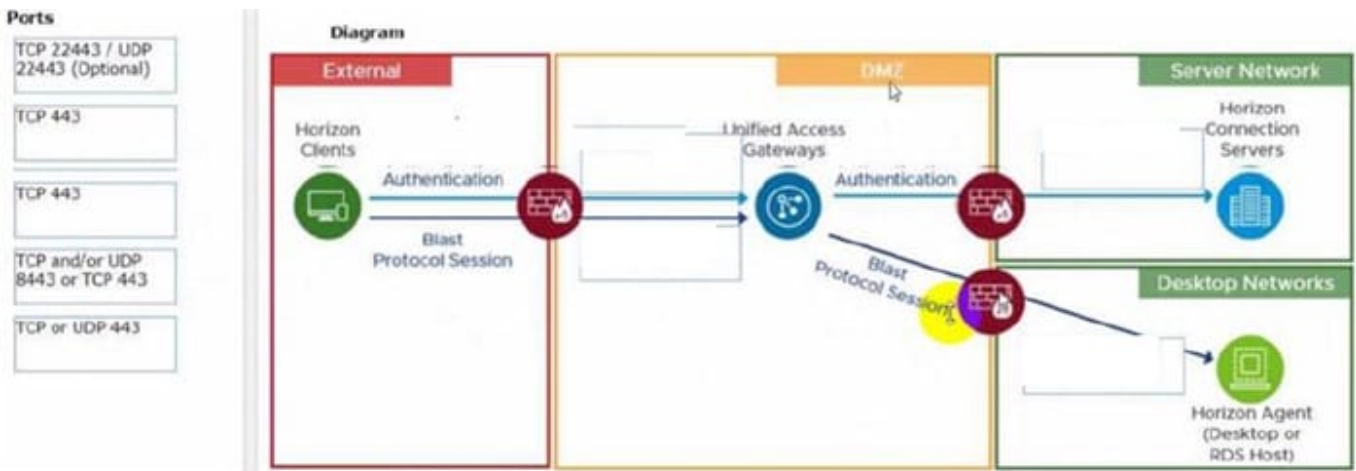 Ports
TCP 22443 / UDP
22443 (Optional)
TCP 443
TCP 443
TCP and/or UDP
8443 or TCP 443
TCP or UDP 443
Diagram
External
DMZ
Server Network
Horizon
Clients
Authentication
Blast
Protocol Session
Unified Access
Gateways
Authentication
Blast
Protocol Session
Horizon
Connection
Servers
Desktop Networks
Horizon Agent
(Desktop or
RDS Host)